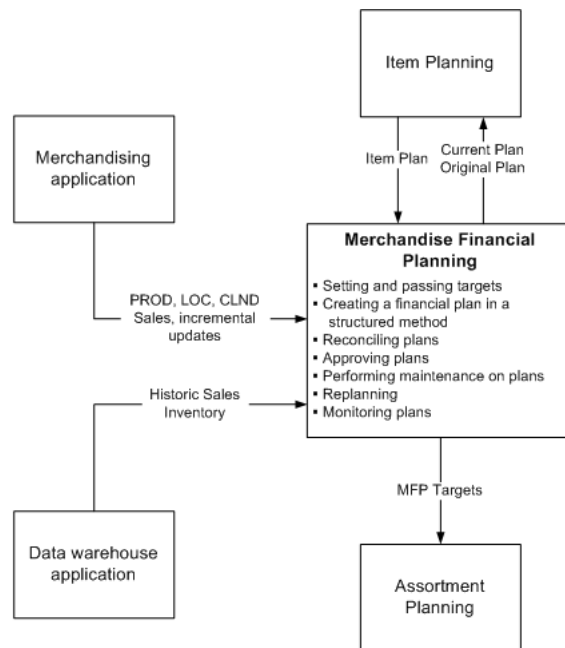 Item Planning
Merchandising
application
Item Plan
Current Plan
Original Plan
Merchandise Financial
Planning
▪ Setting and passing targets
▪ Creating a financial plan in a
structured method
▪ Reconciling plans
▪ Approving plans
▪ Performing maintenance on plans
▪ Replanning
▪ Monitoring plans
PROD, LOC, CLND
Sales, incremental
updates
Historic Sales
Inventory
MFP Targets
Data warehouse
application
Assortment
Planning